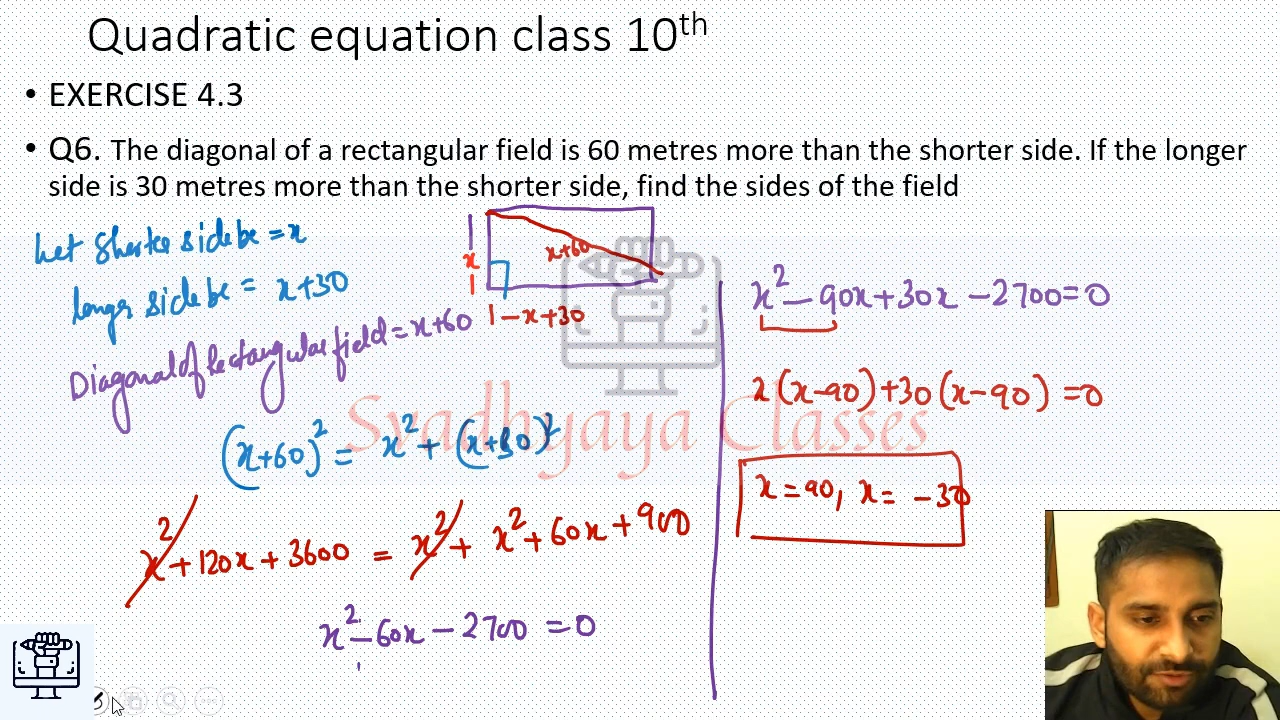 Quadratic equation class 10th
• EXERCISE 4.3
• Q6. The diagonal of a rectangular field is 60 metres more than the shorter side. If the longer
side is 30 metres more than the shorter side, find the sides of the field
Let Shorter side be = x
longer side be = x+30
Diagonal of Rectangular field = x+60
x
x+60
x+30
(x+60)² = x² + (x+30)²
x² + 120x + 3600 = x² + x² + 60x + 900
x² - 60x - 2700 = 0
x² - 90x + 30x - 2700 = 0
x(x-90) + 30(x-90) = 0
x = 90, x = -30
Svadhyaya Classes